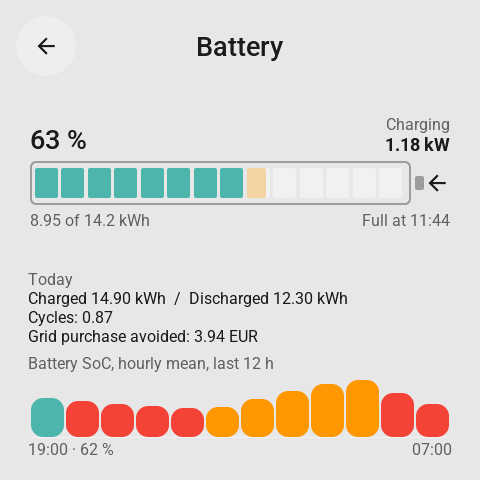 Battery
63 %
Charging
1.18 kW
8.95 of 14.2 kWh
Full at 11:44
Today
Charged 14.90 kWh / Discharged 12.30 kWh
Cycles: 0.87
Grid purchase avoided: 3.94 EUR
Battery SoC, hourly mean, last 12 h
19:00 · 62 %
07:00